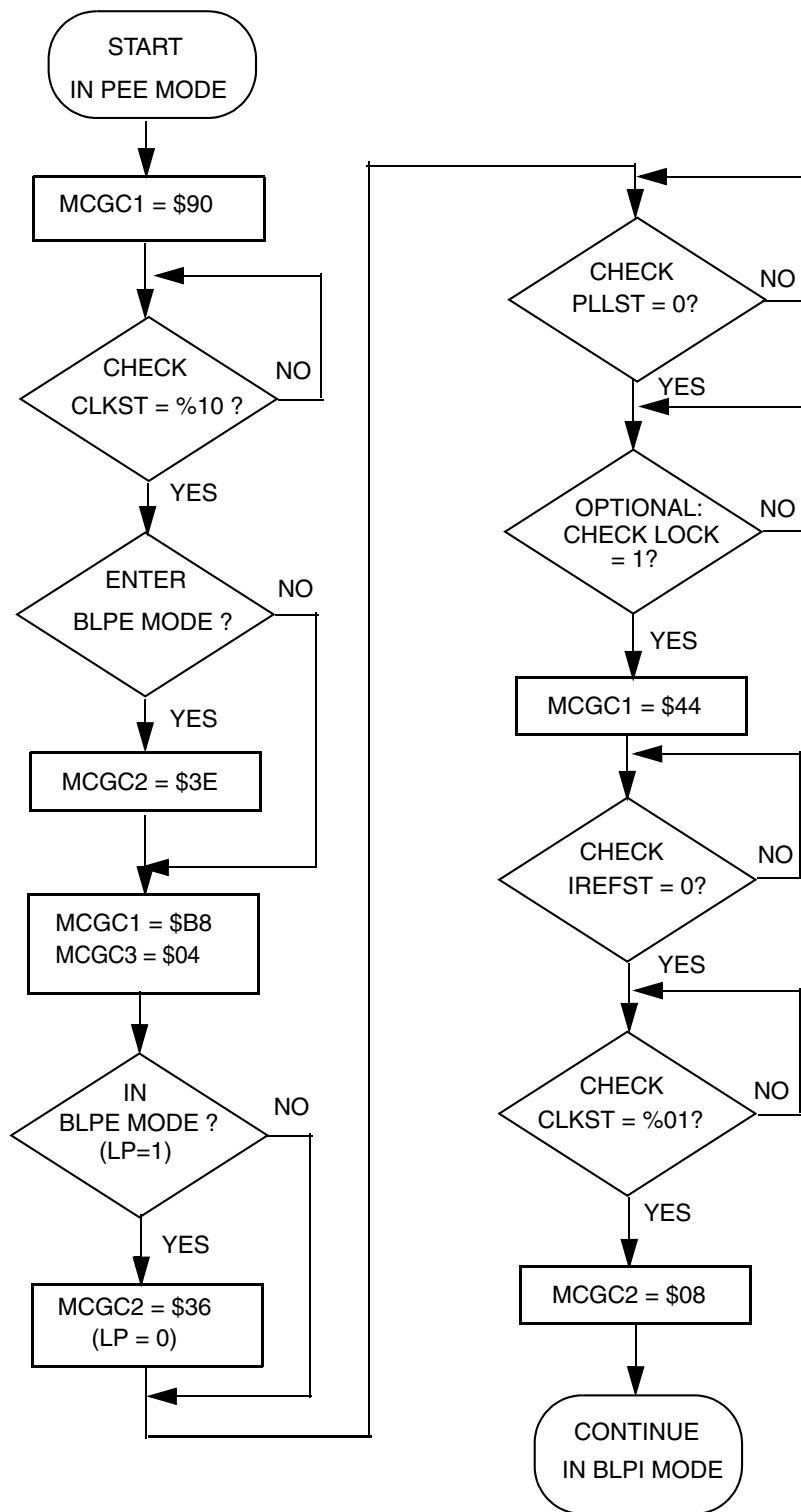 START
IN PEE MODE
MCGC1 = $90
CHECK
CLKST = %10 ?
NO
YES
ENTER
BLPE MODE ?
NO
YES
MCGC2 = $3E
MCGC1 = $B8
MCGC3 = $04
IN
BLPE MODE ?
(LP=1)
NO
YES
MCGC2 = $36
(LP = 0)
CHECK
PLLST = 0?
NO
YES
OPTIONAL:
CHECK LOCK
= 1?
NO
YES
MCGC1 = $44
CHECK
IREFST = 0?
NO
YES
CHECK
CLKST = %01?
NO
YES
MCGC2 = $08
CONTINUE
IN BLPI MODE